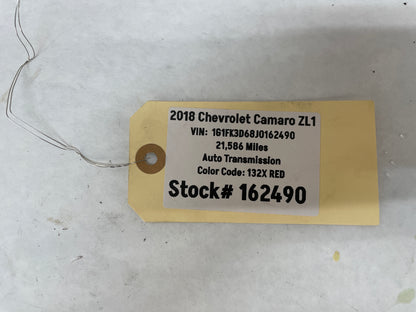 2018 Chevrolet Camaro ZL1
VIN: 1G1FK3D68J0162490
21,586 Miles
Auto Transmission
Color Code: 132X RED
Stock# 162490